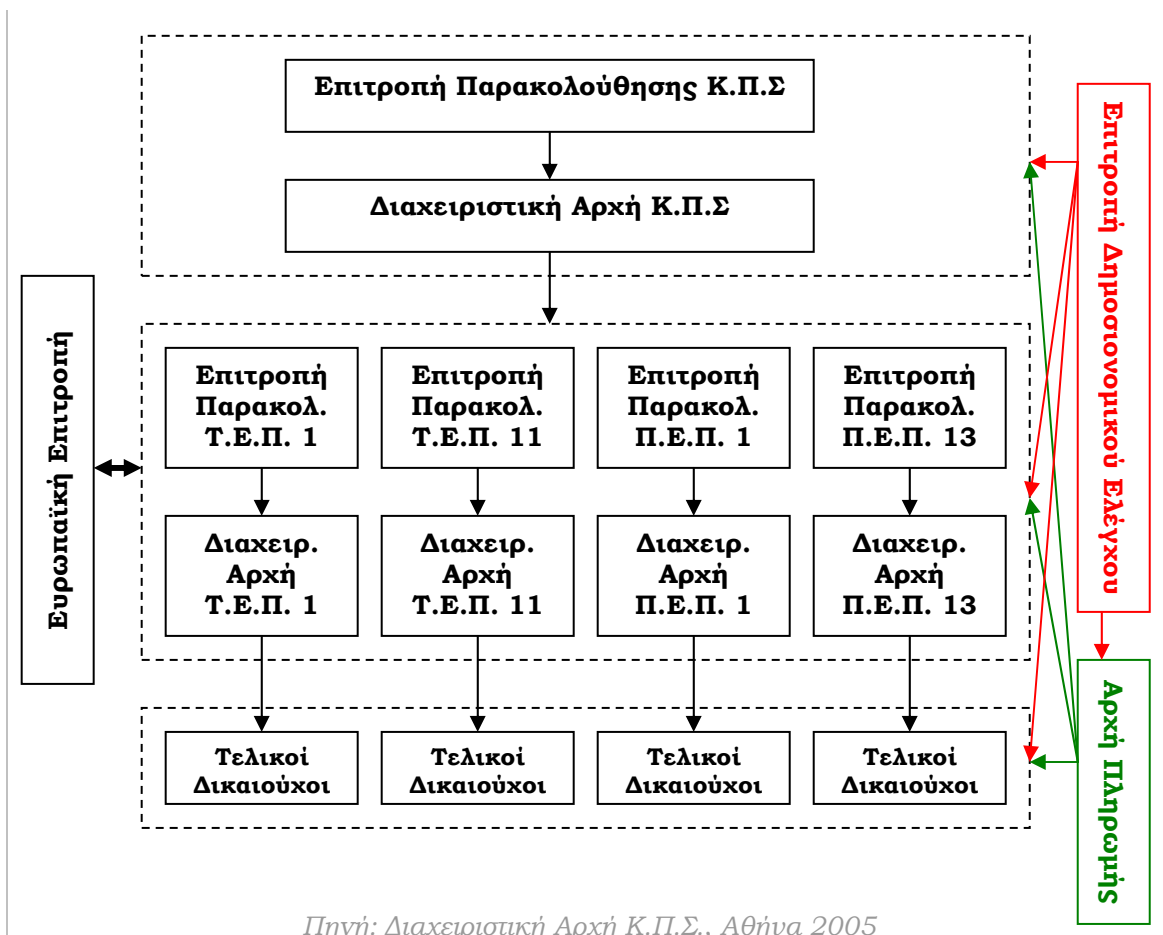 Επιτροπή Παρακολούθησης Κ.Π.Σ
Διαχειριστική Αρχή Κ.Π.Σ
Ευρωπαϊκή Επιτροπή
Επιτροπή
Παρακολ.
Τ.Ε.Π. 1
Επιτροπή
Παρακολ.
Τ.Ε.Π. 11
Επιτροπή
Παρακολ.
Π.Ε.Π. 1
Επιτροπή
Παρακολ.
Π.Ε.Π. 13
Διαχειρ.
Αρχή
Τ.Ε.Π. 1
Διαχειρ.
Αρχή
Τ.Ε.Π. 11
Διαχειρ.
Αρχή
Π.Ε.Π. 1
Διαχειρ.
Αρχή
Π.Ε.Π. 13
Τελικοί
Δικαιούχοι
Τελικοί
Δικαιούχοι
Τελικοί
Δικαιούχοι
Τελικοί
Δικαιούχοι
Επιτροπή Δημοσιονομικού Ελέγχου
Αρχή Πληρωμής
Πηγή: Διαχειριστική Αρχή Κ.Π.Σ., Αθήνα 2005